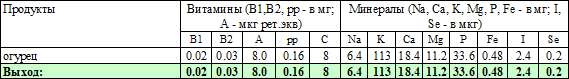 Продукты Витамины (B1,B2, pp - в мг; A - мкг рет.экв) Минералы (Na, Ca, K, Mg, P, Fe - в мг; I, Se - в мкг)
B1 B2 A pp C Na K Ca Mg P Fe I Se
огурец 0.02 0.03 8.0 0.16 8 6.4 113 18.4 11.2 33.6 0.48 2.4 0.2
Выход: 0.02 0.03 8.0 0.16 8 6.4 113 18.4 11.2 33.6 0.48 2.4 0.2